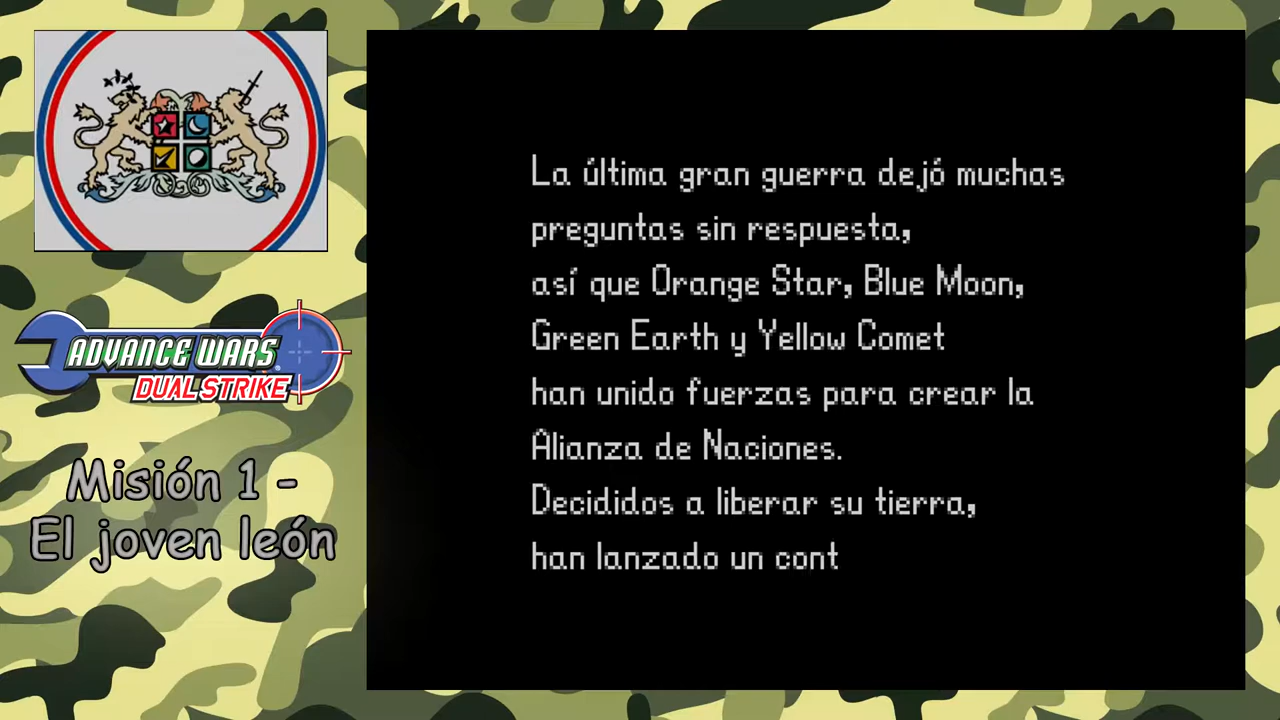 ADVANCE WARS
DUAL STRIKE
Misión 1 -
El joven león
La última gran guerra dejó muchas
preguntas sin respuesta,
así que Orange Star, Blue Moon,
Green Earth y Yellow Comet
han unido fuerzas para crear la
Alianza de Naciones.
Decididos a liberar su tierra,
han lanzado un cont